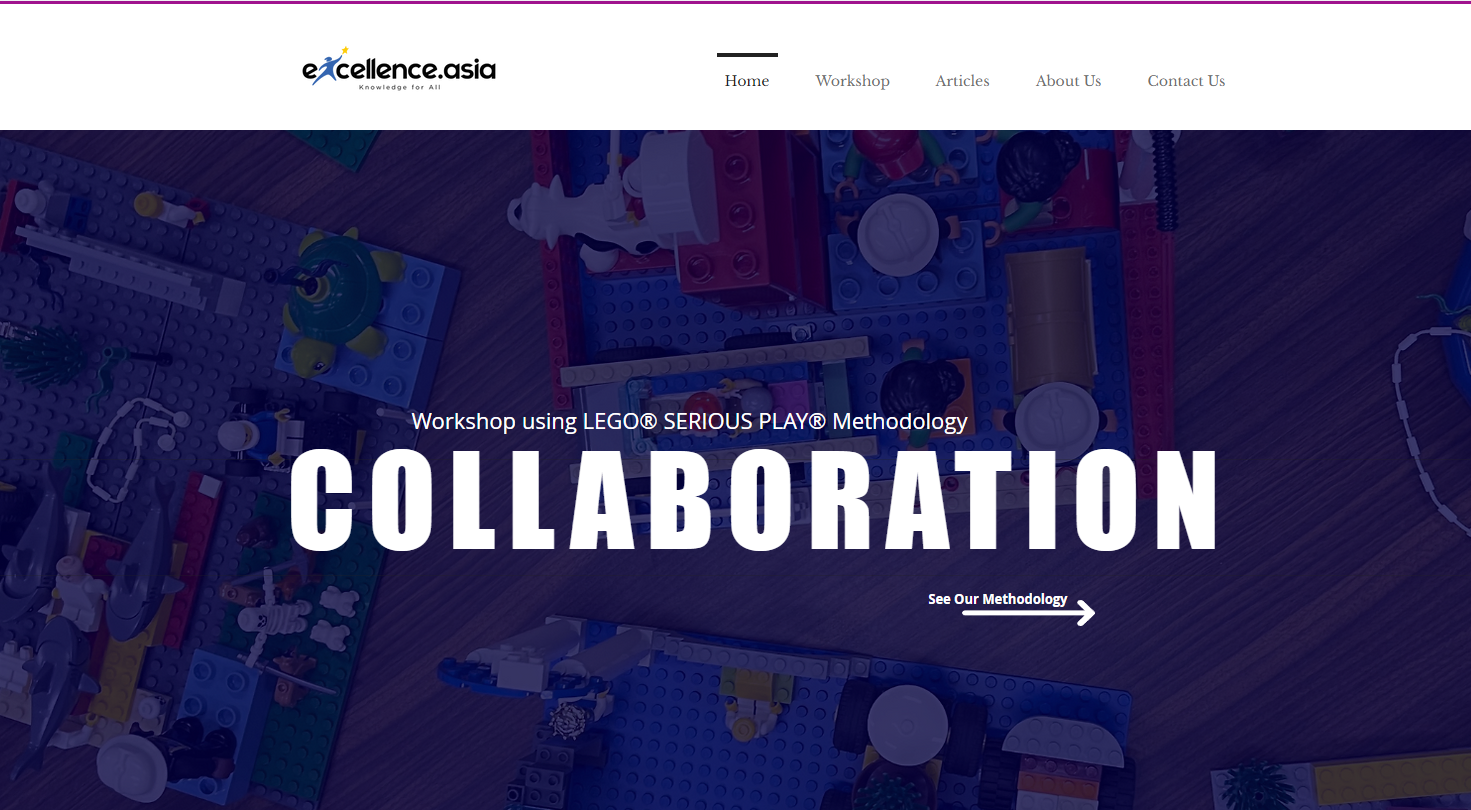 excellence.asia
Knowledge for All
Home Workshop Articles About Us Contact Us
Workshop using LEGO® SERIOUS PLAY® Methodology
COLLABORATION
See Our Methodology